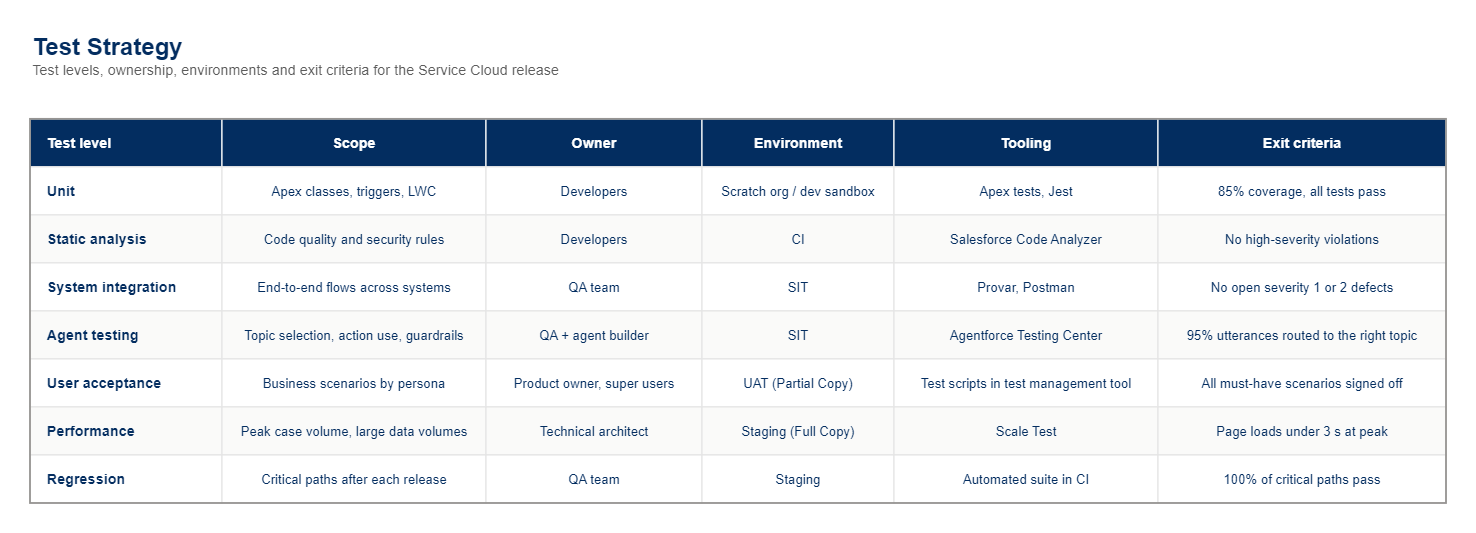 Test Strategy
Test levels, ownership, environments and exit criteria for the Service Cloud release
Test level Scope Owner Environment Tooling Exit criteria
Unit Apex classes, triggers, LWC Developers Scratch org / dev sandbox Apex tests, Jest 85% coverage, all tests pass
Static analysis Code quality and security rules Developers CI Salesforce Code Analyzer No high-severity violations
System integration End-to-end flows across systems QA team SIT Provar, Postman No open severity 1 or 2 defects
Agent testing Topic selection, action use, guardrails QA + agent builder SIT Agentforce Testing Center 95% utterances routed to the right topic
User acceptance Business scenarios by persona Product owner, super users UAT (Partial Copy) Test scripts in test management tool All must-have scenarios signed off
Performance Peak case volume, large data volumes Technical architect Staging (Full Copy) Scale Test Page loads under 3 s at peak
Regression Critical paths after each release QA team Staging Automated suite in CI 100% of critical paths pass